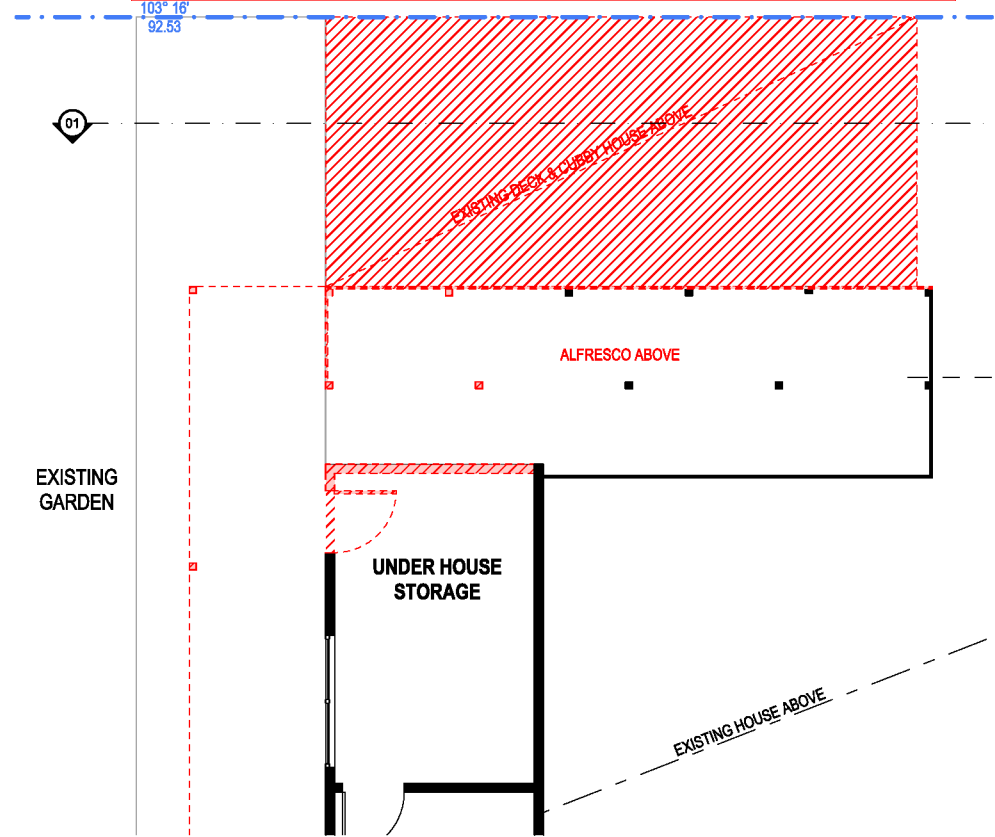 103° 16'
92.53
01
EXISTING DECK & CUBBY HOUSE ABOVE
ALFRESCO ABOVE
EXISTING
GARDEN
UNDER HOUSE
STORAGE
EXISTING HOUSE ABOVE